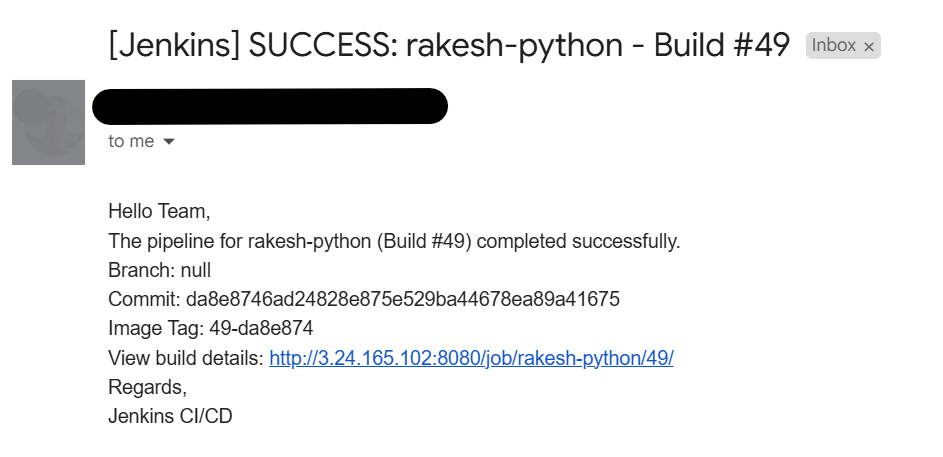 [Jenkins] SUCCESS: rakesh-python - Build #49 Inbox ×
to me
Hello Team,
The pipeline for rakesh-python (Build #49) completed successfully.
Branch: null
Commit: da8e8746ad24828e875e529ba44678ea89a41675
Image Tag: 49-da8e874
View build details: http://3.24.165.102:8080/job/rakesh-python/49/
Regards,
Jenkins CI/CD